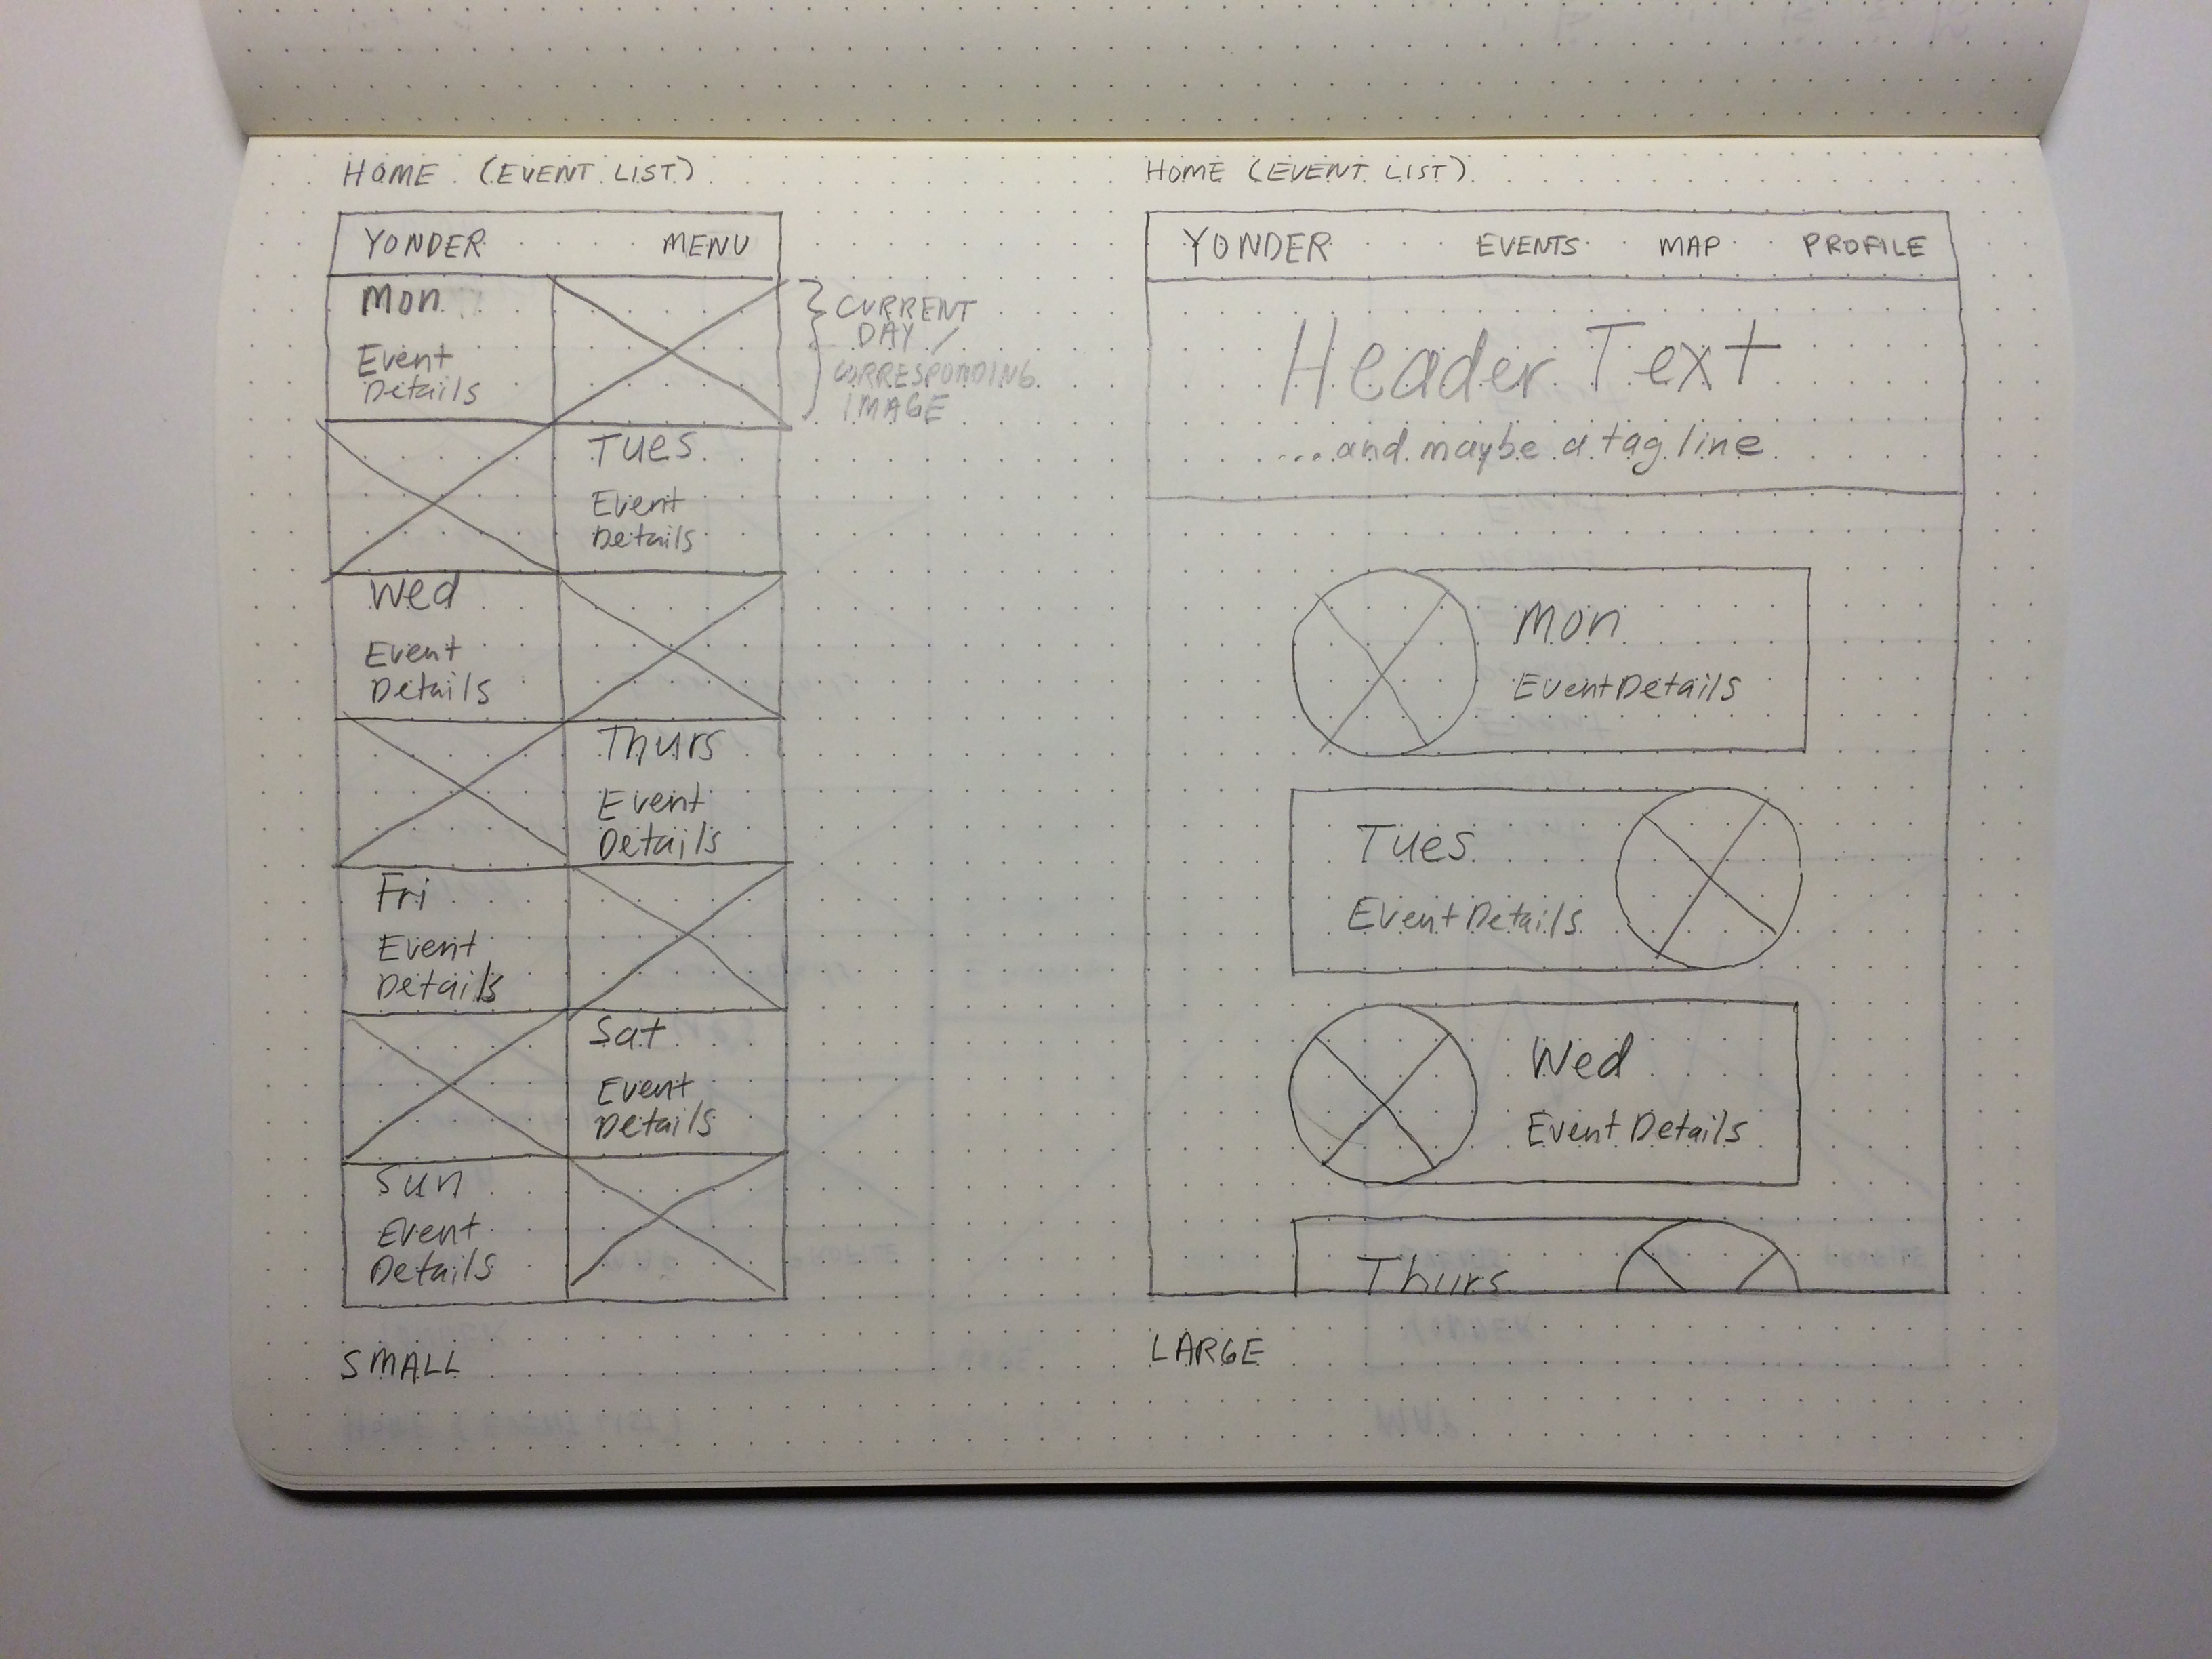 HOME (EVENT LIST)
YONDER MENU
Mon
Event
Details
CURRENT
DAY /
CORRESPONDING
IMAGE
Tues
Event
Details
Wed
Event
Details
Thurs
Event
Details
Fri
Event
Details
Sat
Event
Details
Sun
Event
Details
SMALL
HOME (EVENT LIST)
YONDER EVENTS MAP PROFILE
Header Text
...and maybe a tag line
Mon
Event Details
Tues
Event Details
Wed
Event Details
Thurs
LARGE